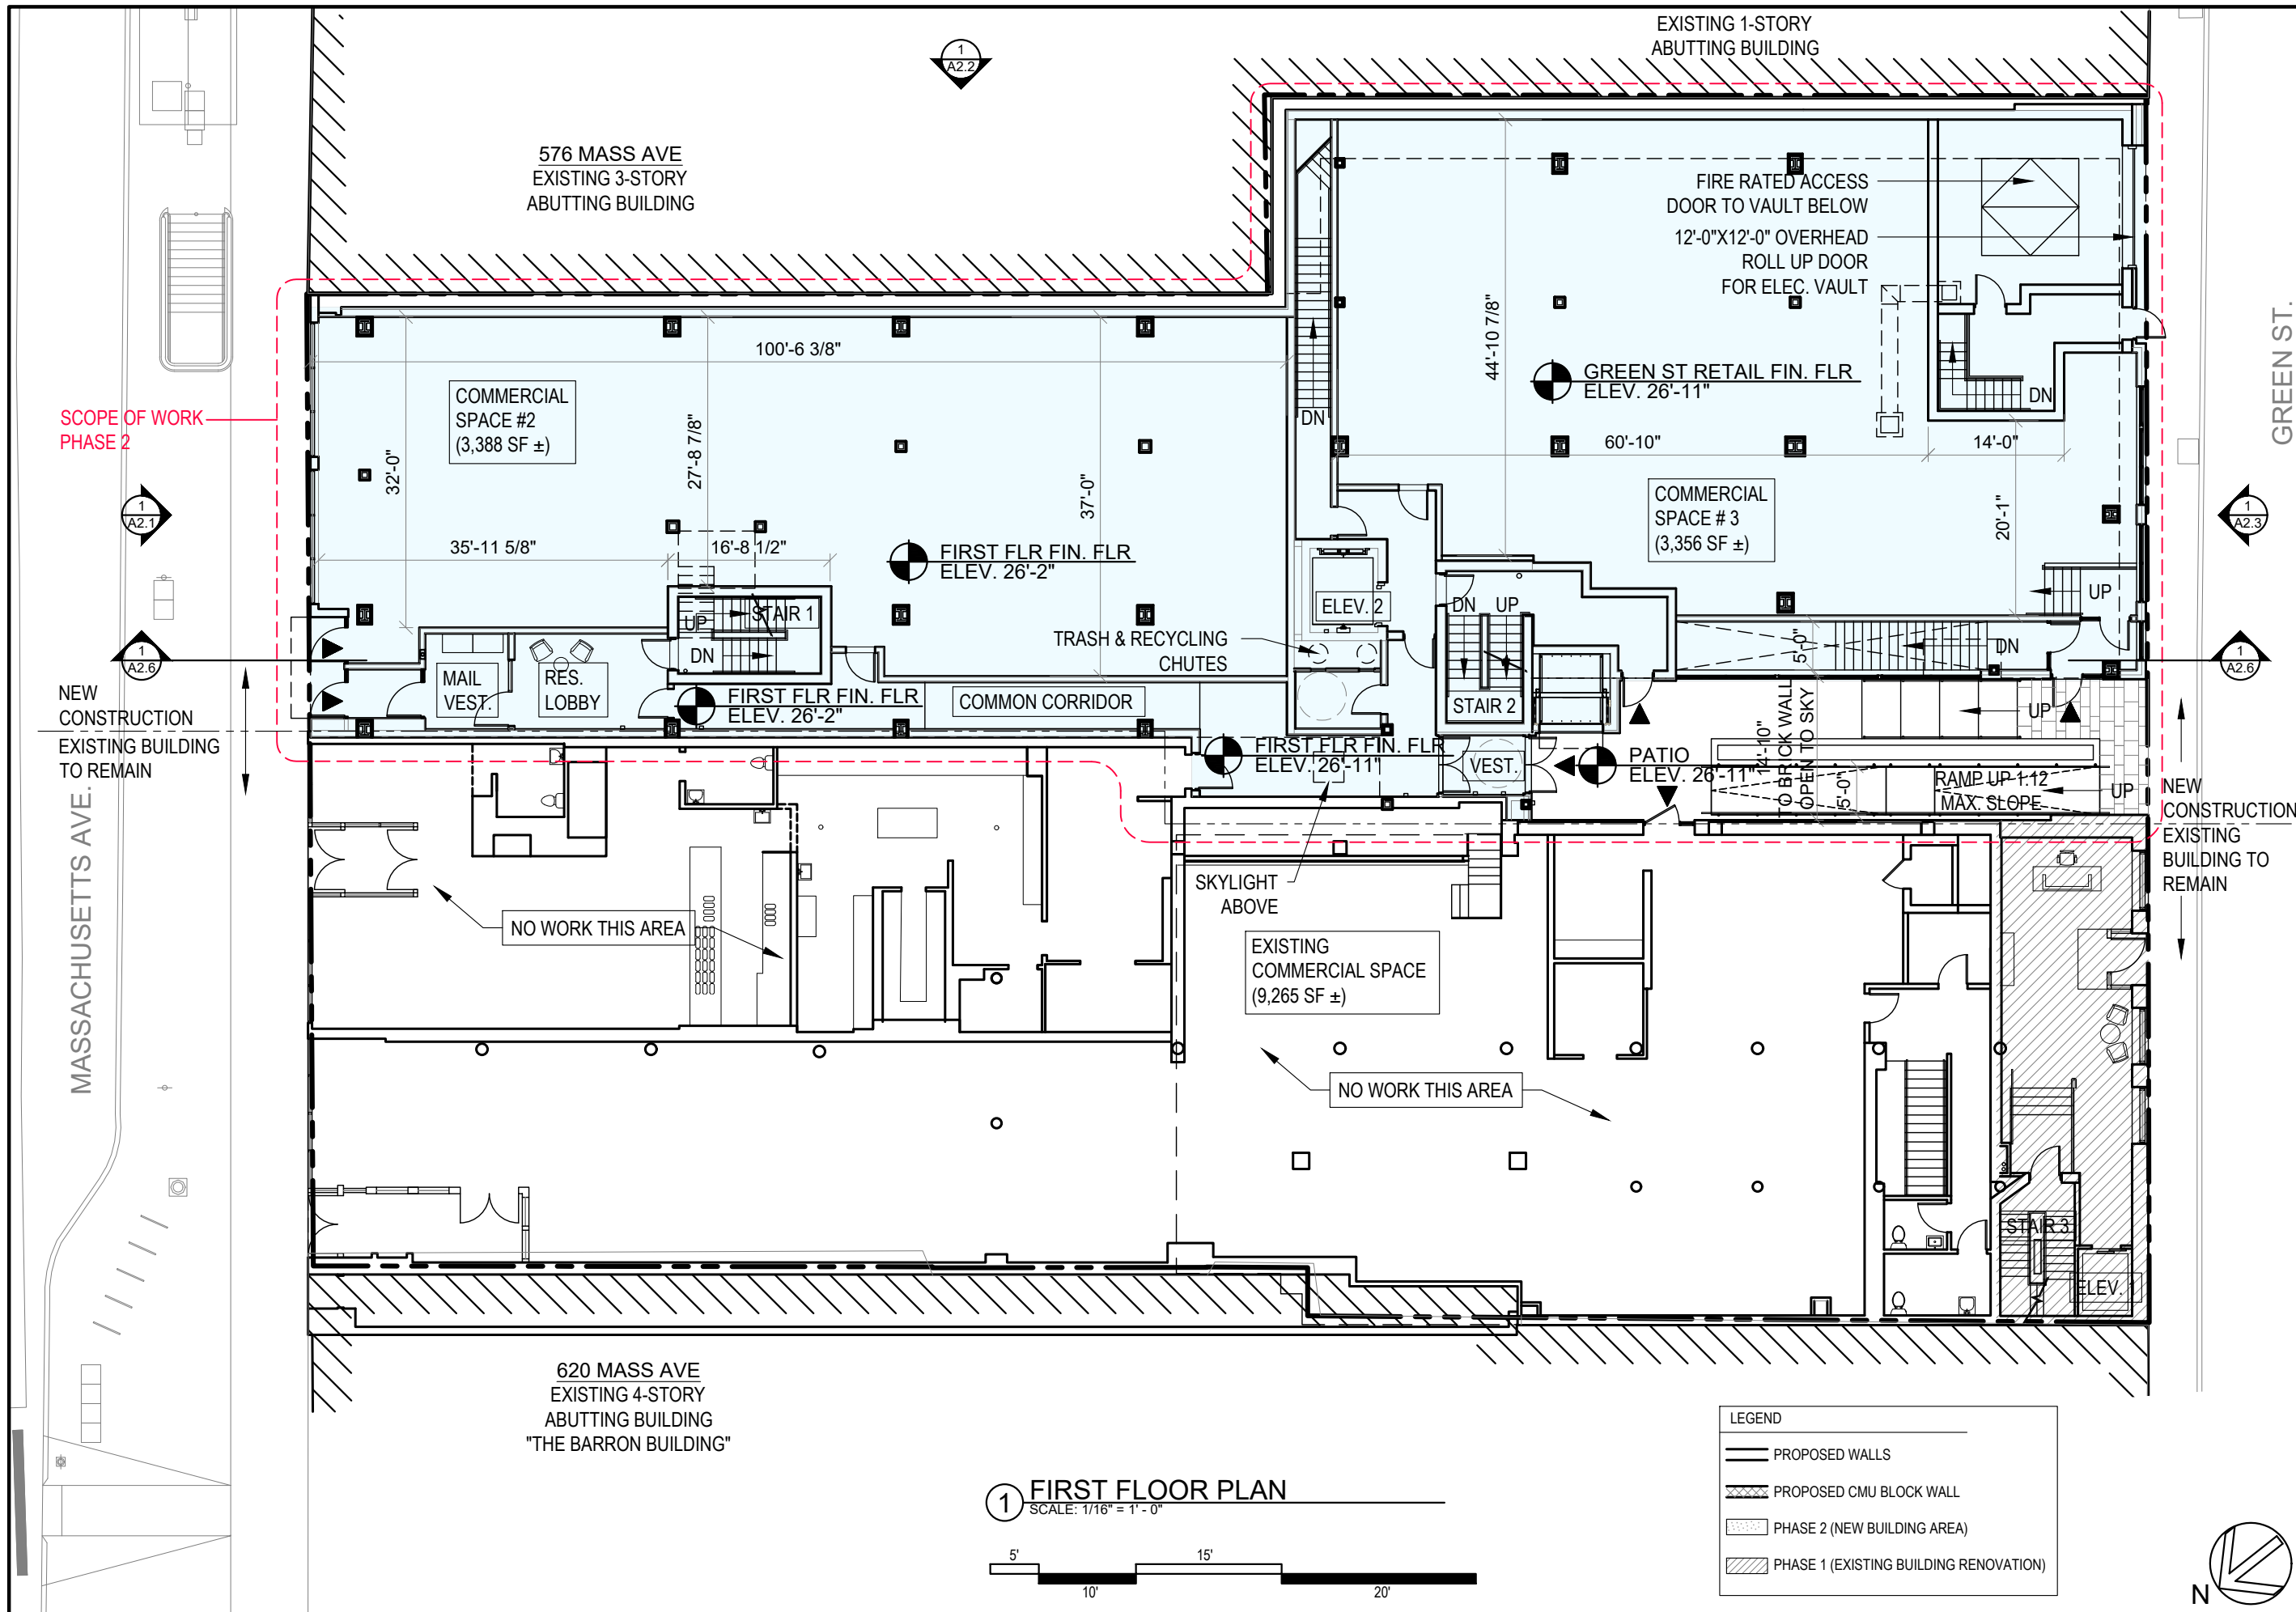 1
A2.2
EXISTING 1-STORY
ABUTTING BUILDING
576 MASS AVE
EXISTING 3-STORY
ABUTTING BUILDING
FIRE RATED ACCESS
DOOR TO VAULT BELOW
12'-0"X12'-0" OVERHEAD
ROLL UP DOOR
FOR ELEC. VAULT
GREEN ST.
100'-6 3/8"
44'-10 7/8"
GREEN ST RETAIL FIN. FLR
ELEV. 26'-11"
COMMERCIAL
SPACE #2
(3,388 SF ±)
SCOPE OF WORK
PHASE 2
32'-0"
27'-8 7/8"
37'-0"
DN
DN
60'-10"
14'-0"
COMMERCIAL
SPACE # 3
(3,356 SF ±)
20'-1"
1
A2.1
1
A2.3
35'-11 5/8"
16'-8 1/2"
FIRST FLR FIN. FLR
ELEV. 26'-2"
STAIR 1
UP
DN
ELEV. 2
DN
UP
UP
TRASH & RECYCLING
CHUTES
1
A2.6
1
A2.6
5'-0"
DN
MAIL
VEST.
RES.
LOBBY
FIRST FLR FIN. FLR
ELEV. 26'-2"
COMMON CORRIDOR
STAIR 2
UP
NEW
CONSTRUCTION
EXISTING BUILDING
TO REMAIN
FIRST FLR FIN. FLR
ELEV. 26'-11"
VEST.
PATIO
ELEV. 26'-11"
14'-10"
TO BRICK WALL
OPEN TO SKY
5'-0"
RAMP UP 1:12
MAX. SLOPE
UP
NEW
CONSTRUCTION
EXISTING
BUILDING TO
REMAIN
MASSACHUSETTS AVE.
SKYLIGHT
ABOVE
NO WORK THIS AREA
EXISTING
COMMERCIAL SPACE
(9,265 SF ±)
NO WORK THIS AREA
STAIR 3
ELEV. 1
620 MASS AVE
EXISTING 4-STORY
ABUTTING BUILDING
"THE BARRON BUILDING"
1
FIRST FLOOR PLAN
SCALE: 1/16" = 1' - 0"
5'
15'
10'
20'
LEGEND
PROPOSED WALLS
PROPOSED CMU BLOCK WALL
PHASE 2 (NEW BUILDING AREA)
PHASE 1 (EXISTING BUILDING RENOVATION)
N